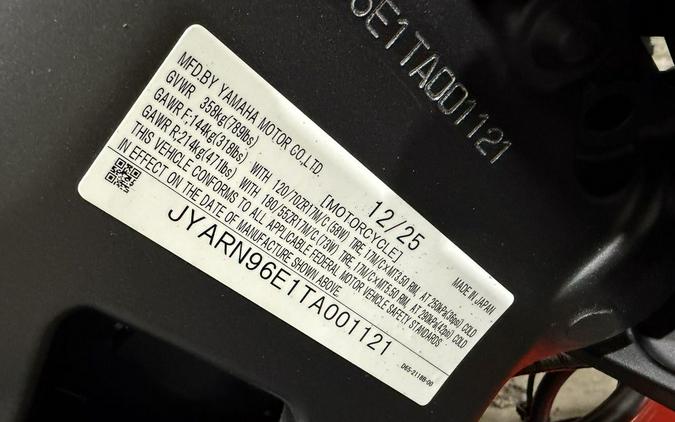 6E1TA001121
MFD.BY YAMAHA MOTOR CO.LTD.
12/25
GVWR 358kg(789lbs)
[MOTORCYCLE]
MADE IN JAPAN
GAWR F:144kg(318lbs) WITH 120/70ZR17M/C (58W) TIRE, 17M/C×MT3.50 RIM, AT 250kPa(36psi) COLD
GAWR R:214kg(471lbs) WITH 180/55ZR17M/C (73W) TIRE, 17M/C×MT5.50 RIM, AT 290kPa(42psi) COLD
THIS VEHICLE CONFORMS TO ALL APPLICABLE FEDERAL MOTOR VEHICLE SAFETY STANDARDS
IN EFFECT ON THE DATE OF MANUFACTURE SHOWN ABOVE.
JYARN96E1TA001121